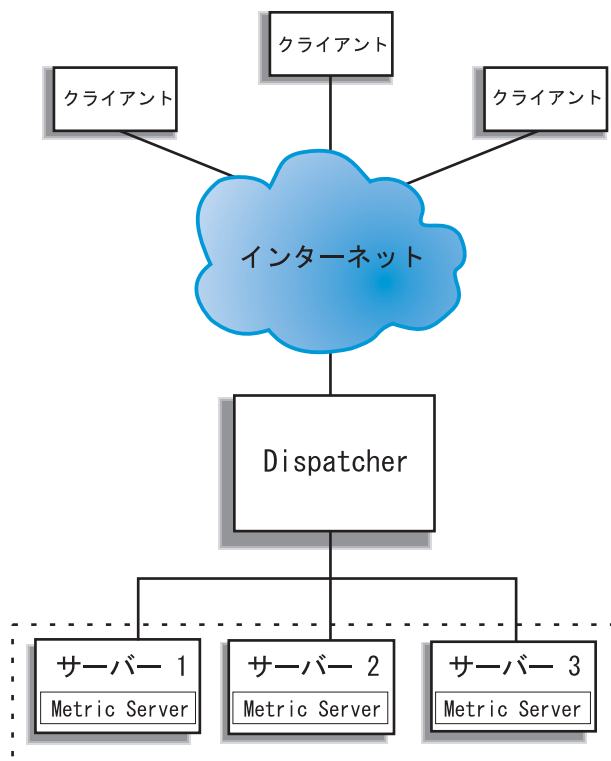 クライアント
クライアント
クライアント
インターネット
Dispatcher
サーバー 1
Metric Server
サーバー 2
Metric Server
サーバー 3
Metric Server